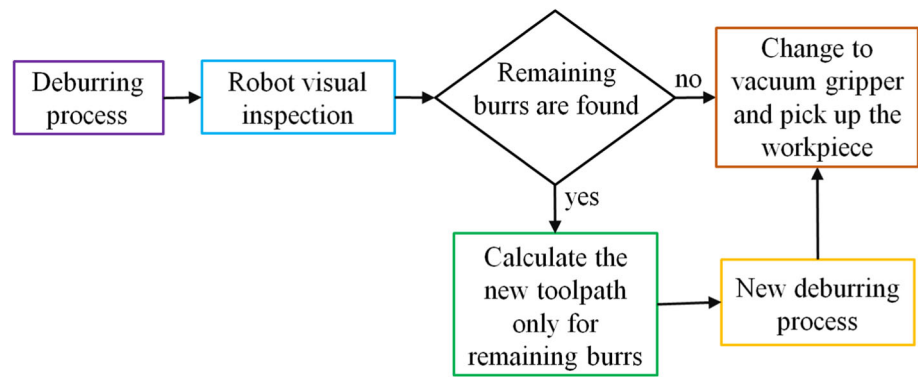 Deburring
process
Robot visual
inspection
Remaining
burrs are found
no
Change to
vacuum gripper
and pick up the
workpiece
yes
Calculate the
new toolpath
only for
remaining burrs
New deburring
process